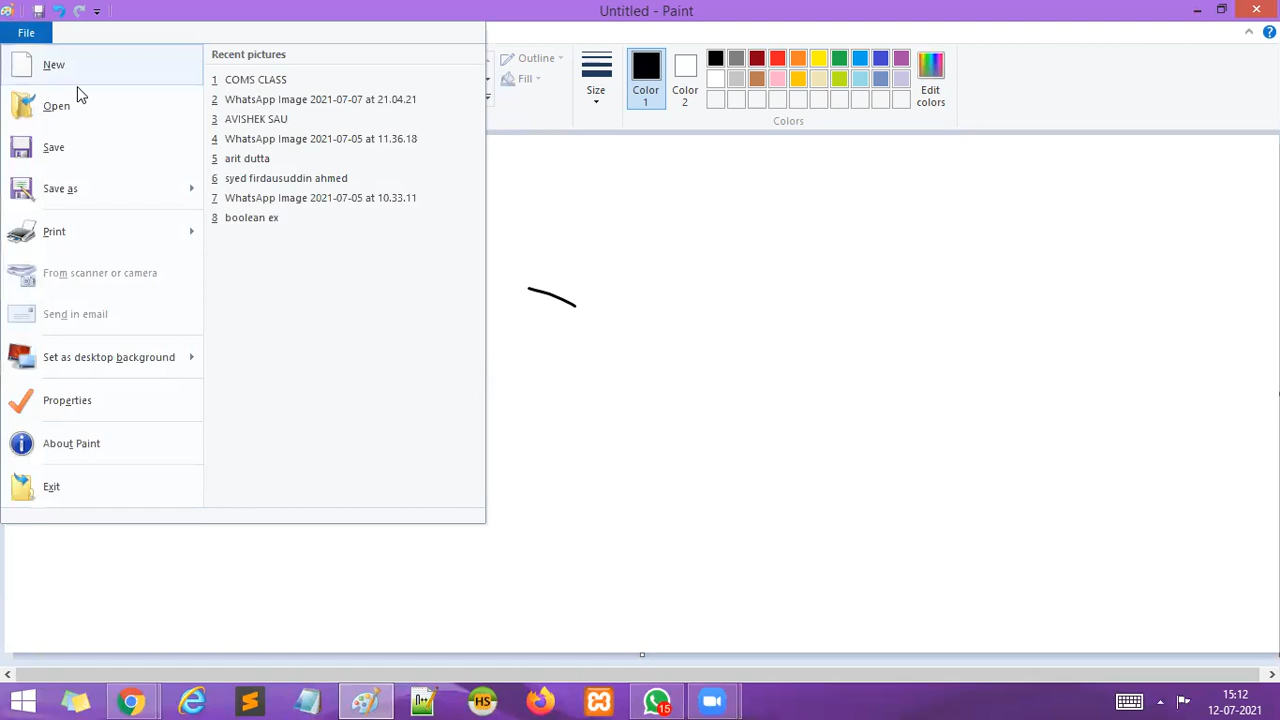 Untitled - Paint
File
New
Open
Save
Save as
Print
From scanner or camera
Send in email
Set as desktop background
Properties
About Paint
Exit
Recent pictures
1 COMS CLASS
2 WhatsApp Image 2021-07-07 at 21.04.21
3 AVISHEK SAU
4 WhatsApp Image 2021-07-05 at 11.36.18
5 arit dutta
6 syed firdausuddin ahmed
7 WhatsApp Image 2021-07-05 at 10.33.11
8 boolean ex
Outline
Fill
Size
Color 1
Color 2
Edit colors
Colors
HS
15
15:12
12-07-2021